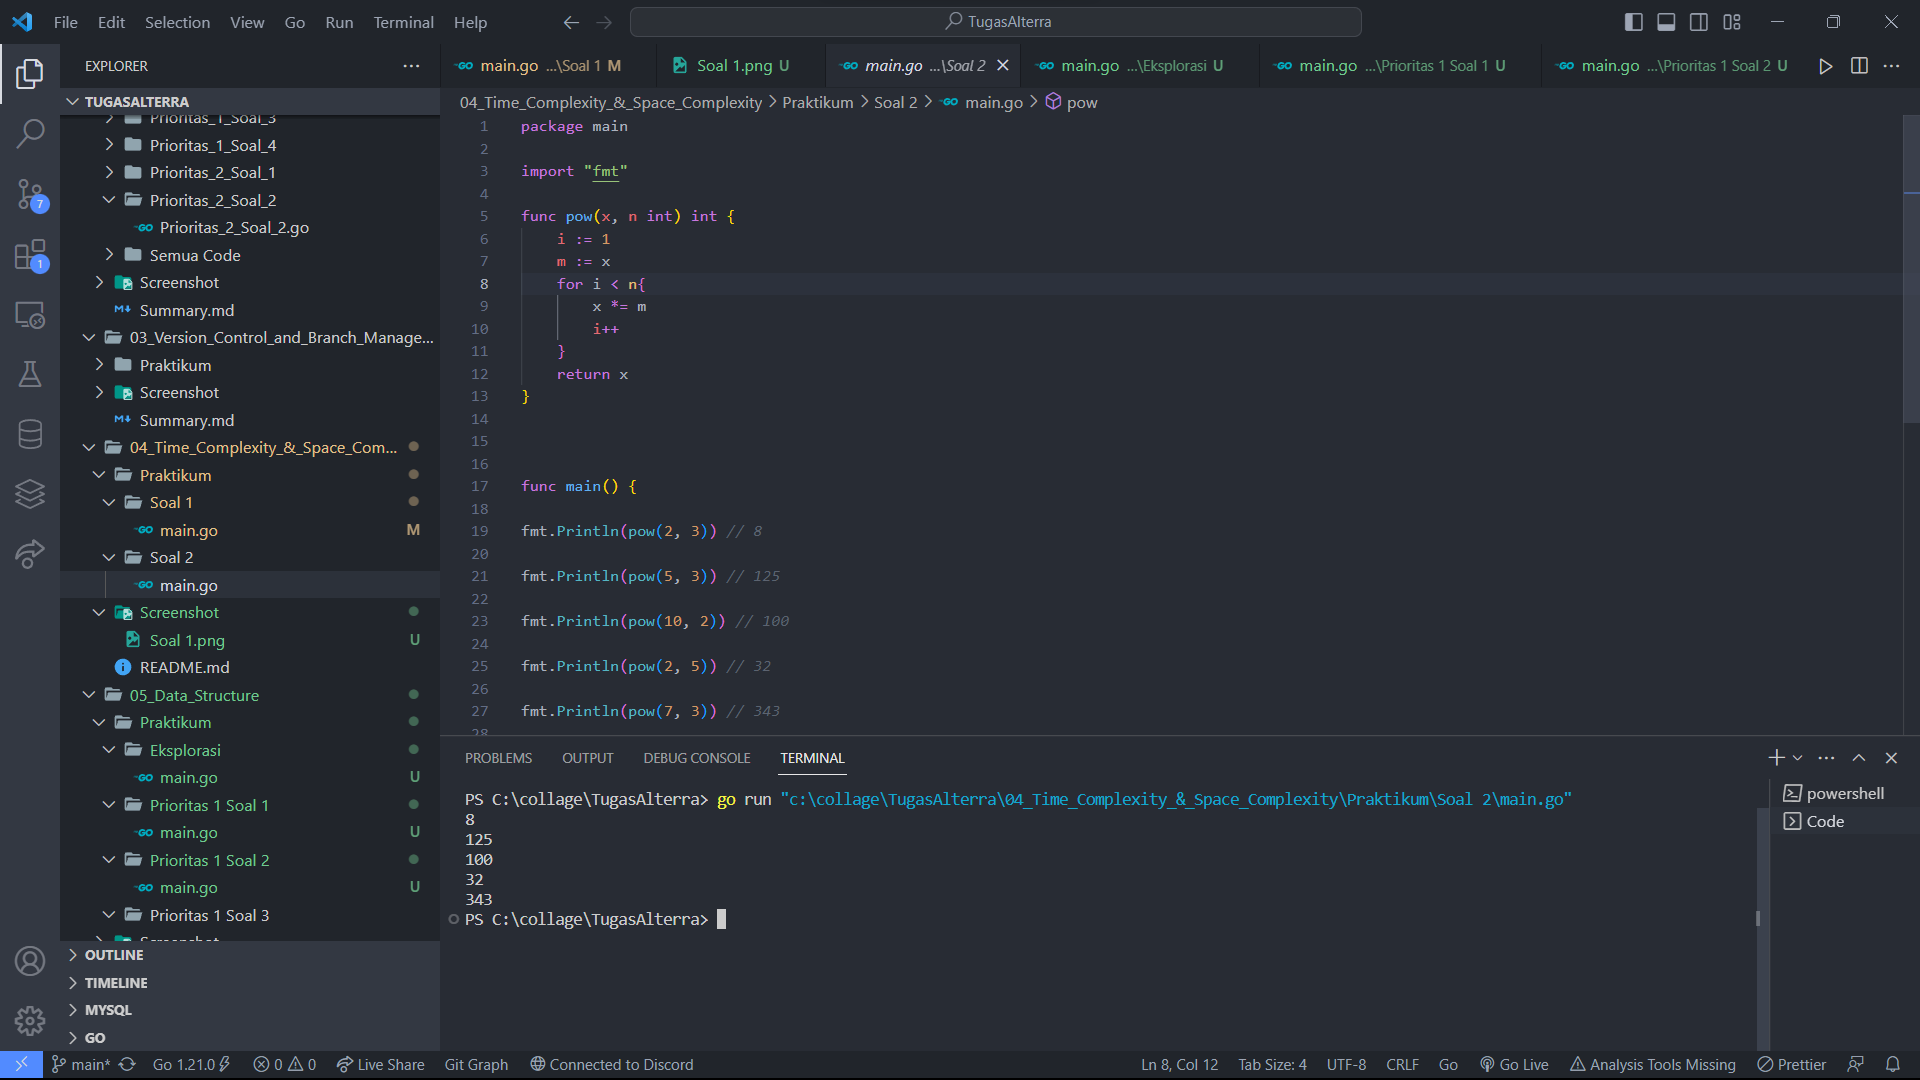 File Edit Selection View Go Run Terminal Help
TugasAlterra
EXPLORER
TUGASALTERRA
Prioritas_1_Soal_3
Prioritas_1_Soal_4
Prioritas_2_Soal_1
Prioritas_2_Soal_2
Prioritas_2_Soal_2.go
Semua Code
Screenshot
Summary.md
03_Version_Control_and_Branch_Manage...
Praktikum
Screenshot
Summary.md
04_Time_Complexity_&_Space_Com...
Praktikum
Soal 1
main.go M
Soal 2
main.go
Screenshot
Soal 1.png U
README.md
05_Data_Structure
Praktikum
Eksplorasi
main.go U
Prioritas 1 Soal 1
main.go U
Prioritas 1 Soal 2
main.go U
Prioritas 1 Soal 3
Screenshot
OUTLINE
TIMELINE
MYSQL
GO
7
1
main.go ...\Soal 1 M
Soal 1.png U
main.go ...\Soal 2
main.go ...\Eksplorasi U
main.go ...\Prioritas 1 Soal 1 U
main.go ...\Prioritas 1 Soal 2 U
04_Time_Complexity_&_Space_Complexity > Praktikum > Soal 2 > main.go > pow
1 package main
2
3 import "fmt"
4
5 func pow(x, n int) int {
6 i := 1
7 m := x
8 for i < n{
9 x *= m
10 i++
11 }
12 return x
13 }
14
15
16
17 func main() {
18
19 fmt.Println(pow(2, 3)) // 8
20
21 fmt.Println(pow(5, 3)) // 125
22
23 fmt.Println(pow(10, 2)) // 100
24
25 fmt.Println(pow(2, 5)) // 32
26
27 fmt.Println(pow(7, 3)) // 343
28
PROBLEMS OUTPUT DEBUG CONSOLE TERMINAL
PS C:\collage\TugasAlterra> go run "c:\collage\TugasAlterra\04_Time_Complexity_&_Space_Complexity\Praktikum\Soal 2\main.go"
8
125
100
32
343
PS C:\collage\TugasAlterra>
powershell
Code
main* Go 1.21.0 0 0 Live Share Git Graph Connected to Discord
Ln 8, Col 12 Tab Size: 4 UTF-8 CRLF Go Go Live Analysis Tools Missing Prettier